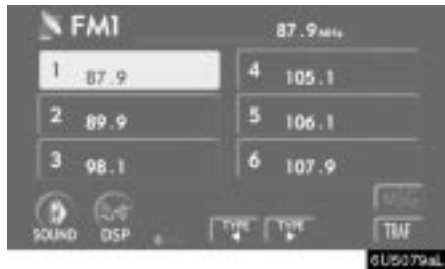 FM1
87.9 MHz
1 87.9
4 105.1
2 89.9
5 106.1
3 98.1
6 107.9
MSG
SOUND
DSP
TYPE
TYPE
TRAF
6U5079aL